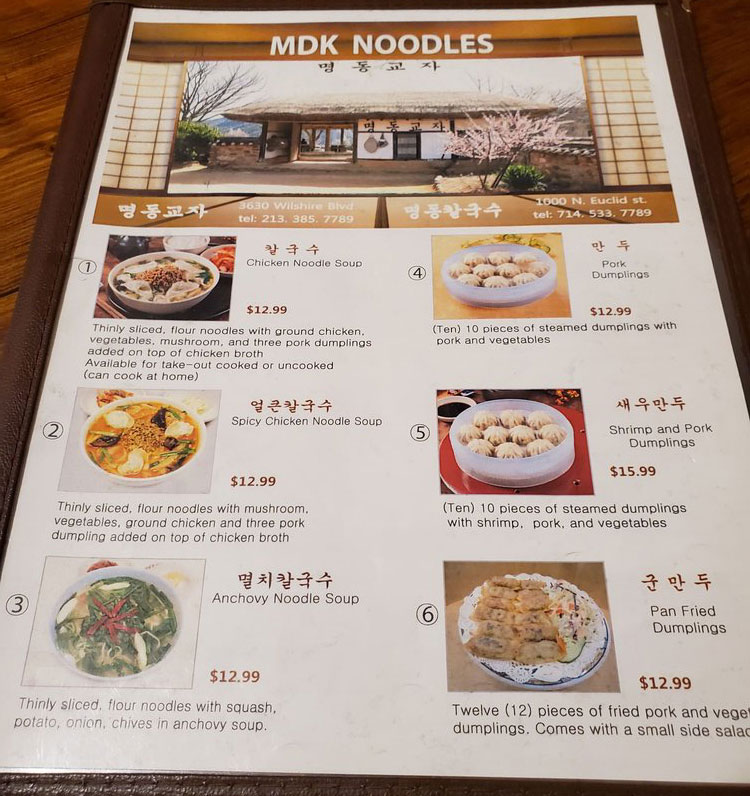 MDK NOODLES
명동교자
명동교자
명동교자
3630 Wilshire Blvd
tel: 213. 385. 7789
명동칼국수
1000 N. Euclid st.
tel: 714. 533. 7789
①
칼국수
Chicken Noodle Soup
$12.99
Thinly sliced, flour noodles with ground chicken,
vegetables, mushroom, and three pork dumplings
added on top of chicken broth
Available for take-out cooked or uncooked
(can cook at home)
②
얼큰칼국수
Spicy Chicken Noodle Soup
$12.99
Thinly sliced, flour noodles with mushroom,
vegetables, ground chicken and three pork
dumpling added on top of chicken broth
③
멸치칼국수
Anchovy Noodle Soup
$12.99
Thinly sliced, flour noodles with squash,
potato, onion, chives in anchovy soup.
④
만두
Pork
Dumplings
$12.99
(Ten) 10 pieces of steamed dumplings with
pork and vegetables
⑤
새우만두
Shrimp and Pork
Dumplings
$15.99
(Ten) 10 pieces of steamed dumplings
with shrimp, pork, and vegetables
⑥
군만두
Pan Fried
Dumplings
$12.99
Twelve (12) pieces of fried pork and veget
dumplings. Comes with a small side salad